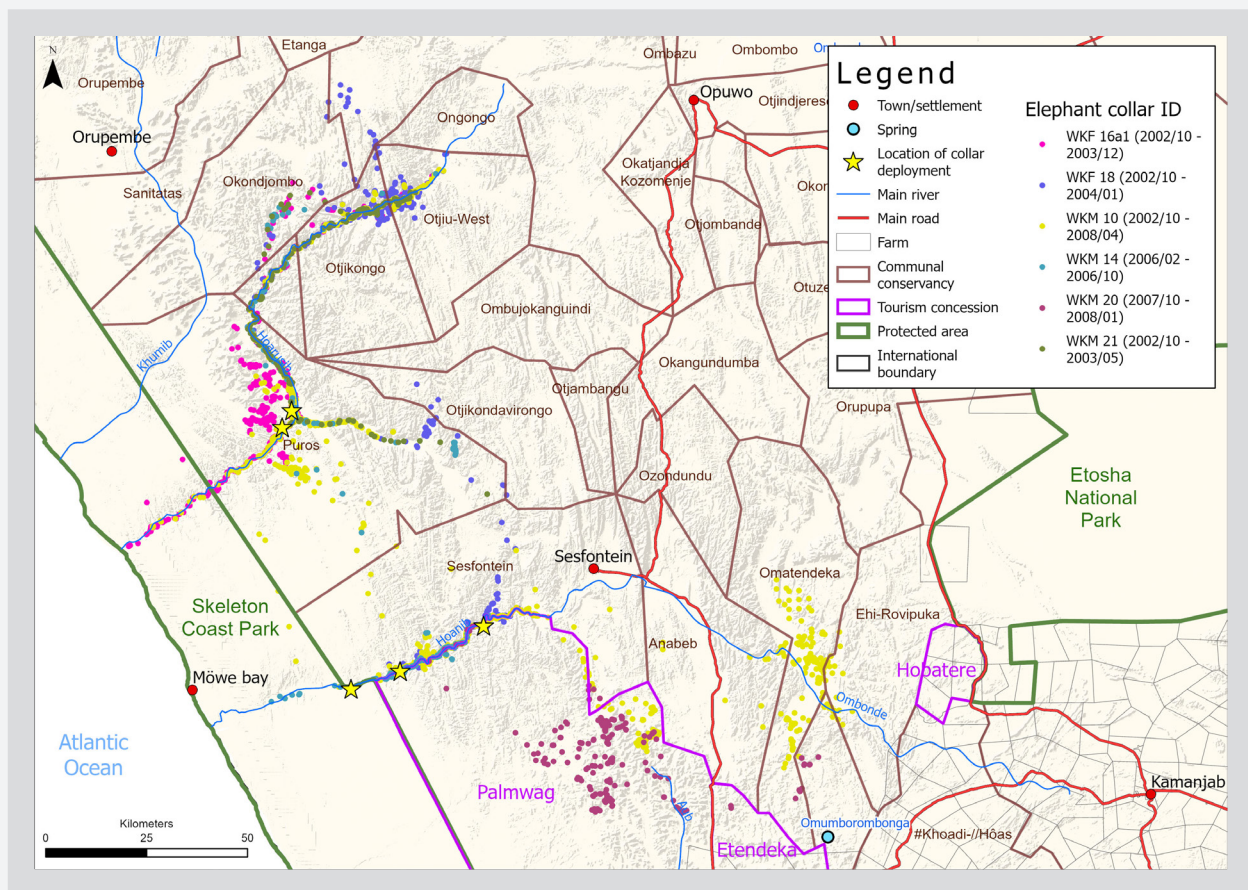 N
Orupembe
Orupembe
Etanga
Ongongo
Sanitatas
Okondjombo
Otjiu-West
Otjikongo
Ombujokanguindi
Ombazu
Ombombo
Opuwo
Otjindjerese
Okatjandja
Kozomenje
Otjombande
Okangundumba
Otjambangu
Otjikondavirongo
Orupupa
Ozondundu
Khumib
Puros
Sesfontein
Sesfontein
Omatendeka
Ehi-Rovipuka
Anabeb
Etosha
National
Park
Skeleton
Coast Park
Möwe bay
Atlantic
Ocean
Hobatere
Ombonde
Palmwag
Etendeka
Omumborombonga
#Khoadi-//Hôas
Kamanjab
Kilometers
0 25 50
Legend
Town/settlement
Spring
Location of collar
deployment
Main river
Main road
Farm
Communal
conservancy
Tourism concession
Protected area
International
boundary
Elephant collar ID
WKF 16a1 (2002/10 -
2003/12)
WKF 18 (2002/10 -
2004/01)
WKM 10 (2002/10 -
2008/04)
WKM 14 (2006/02 -
2006/10)
WKM 20 (2007/10 -
2008/01)
WKM 21 (2002/10 -
2003/05)